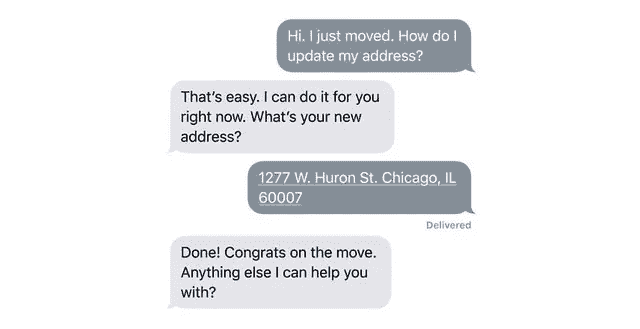 Hi. I just moved. How do I
update my address?
That's easy. I can do it for you
right now. What's your new
address?
1277 W. Huron St. Chicago, IL
60007
Delivered
Done! Congrats on the move.
Anything else I can help you
with?